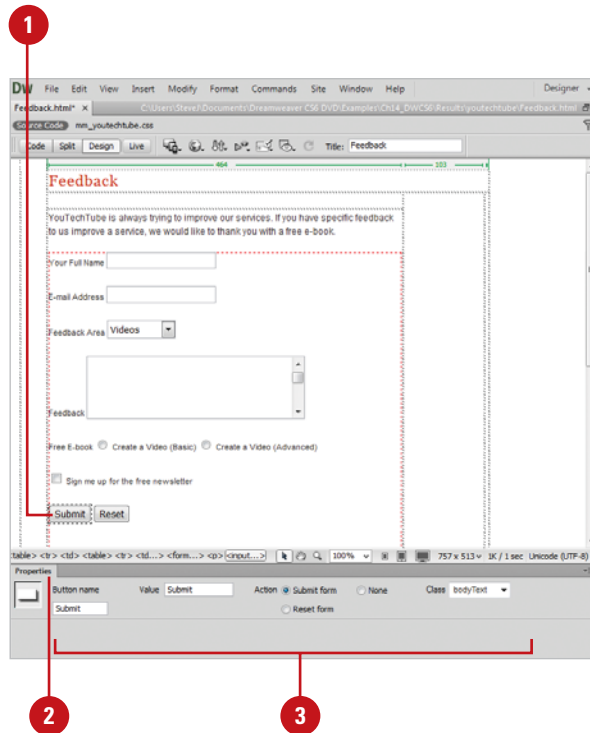 1
DW File Edit View Insert Modify Format Commands Site Window Help Designer
Feedback.html* × C:\Users\SteveJ\Documents\Dreamweaver CS6 DVD\Examples\Ch14_DWCS6\Results\youtechtube\Feedback.html
Source Code mm_youtechtube.css
Code Split Design Live Title: Feedback
464 103
Feedback
YouTechTube is always trying to improve our services. If you have specific feedback
to us improve a service, we would like to thank you with a free e-book.
Your Full Name
E-mail Address
Feedback Area Videos
Feedback
Free E-book Create a Video (Basic) Create a Video (Advanced)
Sign me up for the free newsletter
Submit Reset
<table> <tr> <td> <table> <tr> <td...> <form...> <p> <input...> 100% 757 x 513 1K / 1 sec Unicode (UTF-8)
Properties
Button name Value Submit Action Submit form None Class bodyText
Submit Reset form
2 3